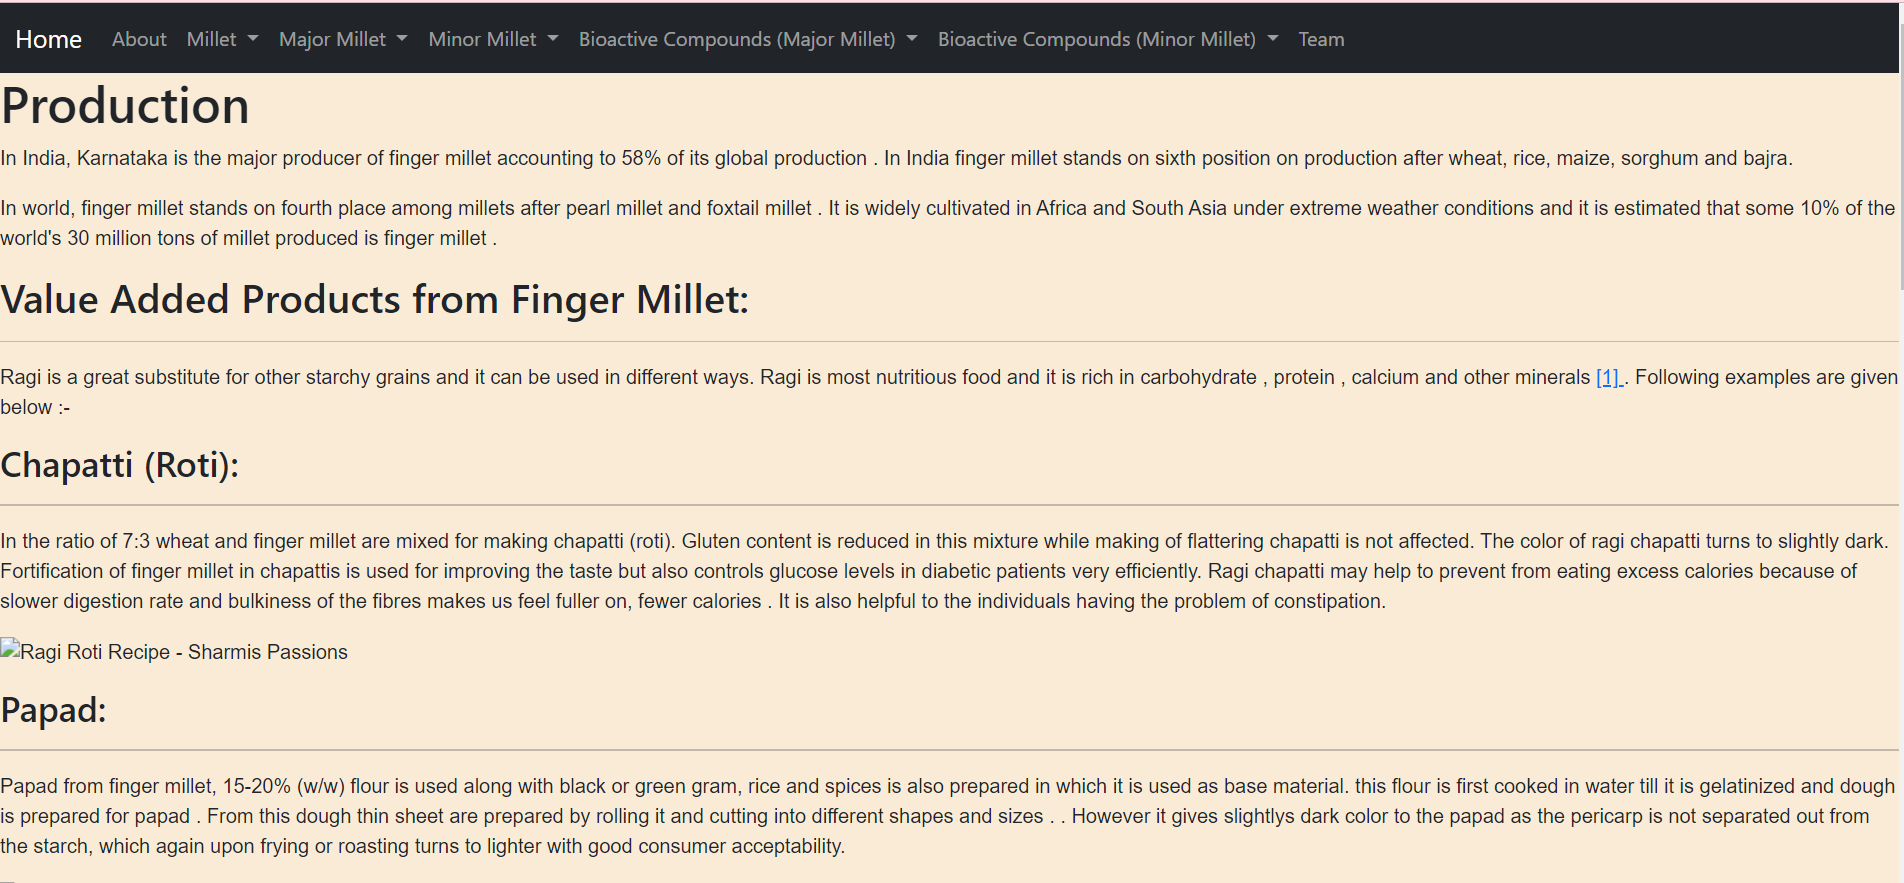 Home About Millet Major Millet Minor Millet Bioactive Compounds (Major Millet) Bioactive Compounds (Minor Millet) Team
Production
In India, Karnataka is the major producer of finger millet accounting to 58% of its global production . In India finger millet stands on sixth position on production after wheat, rice, maize, sorghum and bajra.
In world, finger millet stands on fourth place among millets after pearl millet and foxtail millet . It is widely cultivated in Africa and South Asia under extreme weather conditions and it is estimated that some 10% of the
world's 30 million tons of millet produced is finger millet .
Value Added Products from Finger Millet:
Ragi is a great substitute for other starchy grains and it can be used in different ways. Ragi is most nutritious food and it is rich in carbohydrate , protein , calcium and other minerals [1] . Following examples are given
below :-
Chapatti (Roti):
In the ratio of 7:3 wheat and finger millet are mixed for making chapatti (roti). Gluten content is reduced in this mixture while making of flattering chapatti is not affected. The color of ragi chapatti turns to slightly dark.
Fortification of finger millet in chapattis is used for improving the taste but also controls glucose levels in diabetic patients very efficiently. Ragi chapatti may help to prevent from eating excess calories because of
slower digestion rate and bulkiness of the fibres makes us feel fuller on, fewer calories . It is also helpful to the individuals having the problem of constipation.
Ragi Roti Recipe - Sharmis Passions
Papad:
Papad from finger millet, 15-20% (w/w) flour is used along with black or green gram, rice and spices is also prepared in which it is used as base material. this flour is first cooked in water till it is gelatinized and dough
is prepared for papad . From this dough thin sheet are prepared by rolling it and cutting into different shapes and sizes . . However it gives slightlys dark color to the papad as the pericarp is not separated out from
the starch, which again upon frying or roasting turns to lighter with good consumer acceptability.